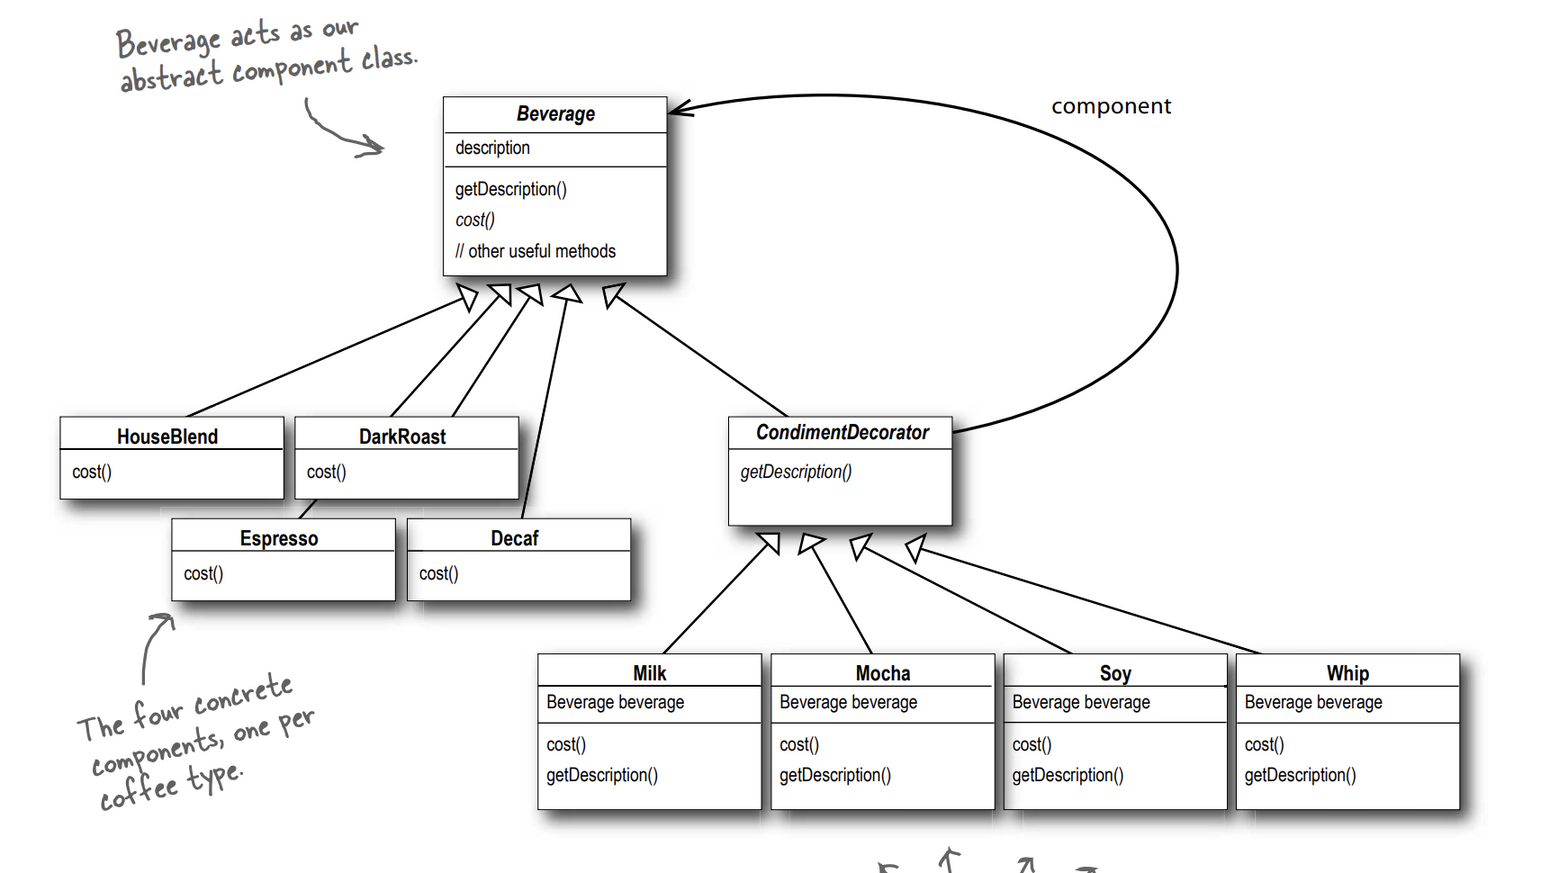 Beverage acts as our
abstract component class.
component
Beverage
description
getDescription()
cost()
// other useful methods
HouseBlend
cost()
DarkRoast
cost()
CondimentDecorator
getDescription()
Espresso
cost()
Decaf
cost()
The four concrete
components, one per
coffee type.
Milk
Beverage beverage
cost()
getDescription()
Mocha
Beverage beverage
cost()
getDescription()
Soy
Beverage beverage
cost()
getDescription()
Whip
Beverage beverage
cost()
getDescription()